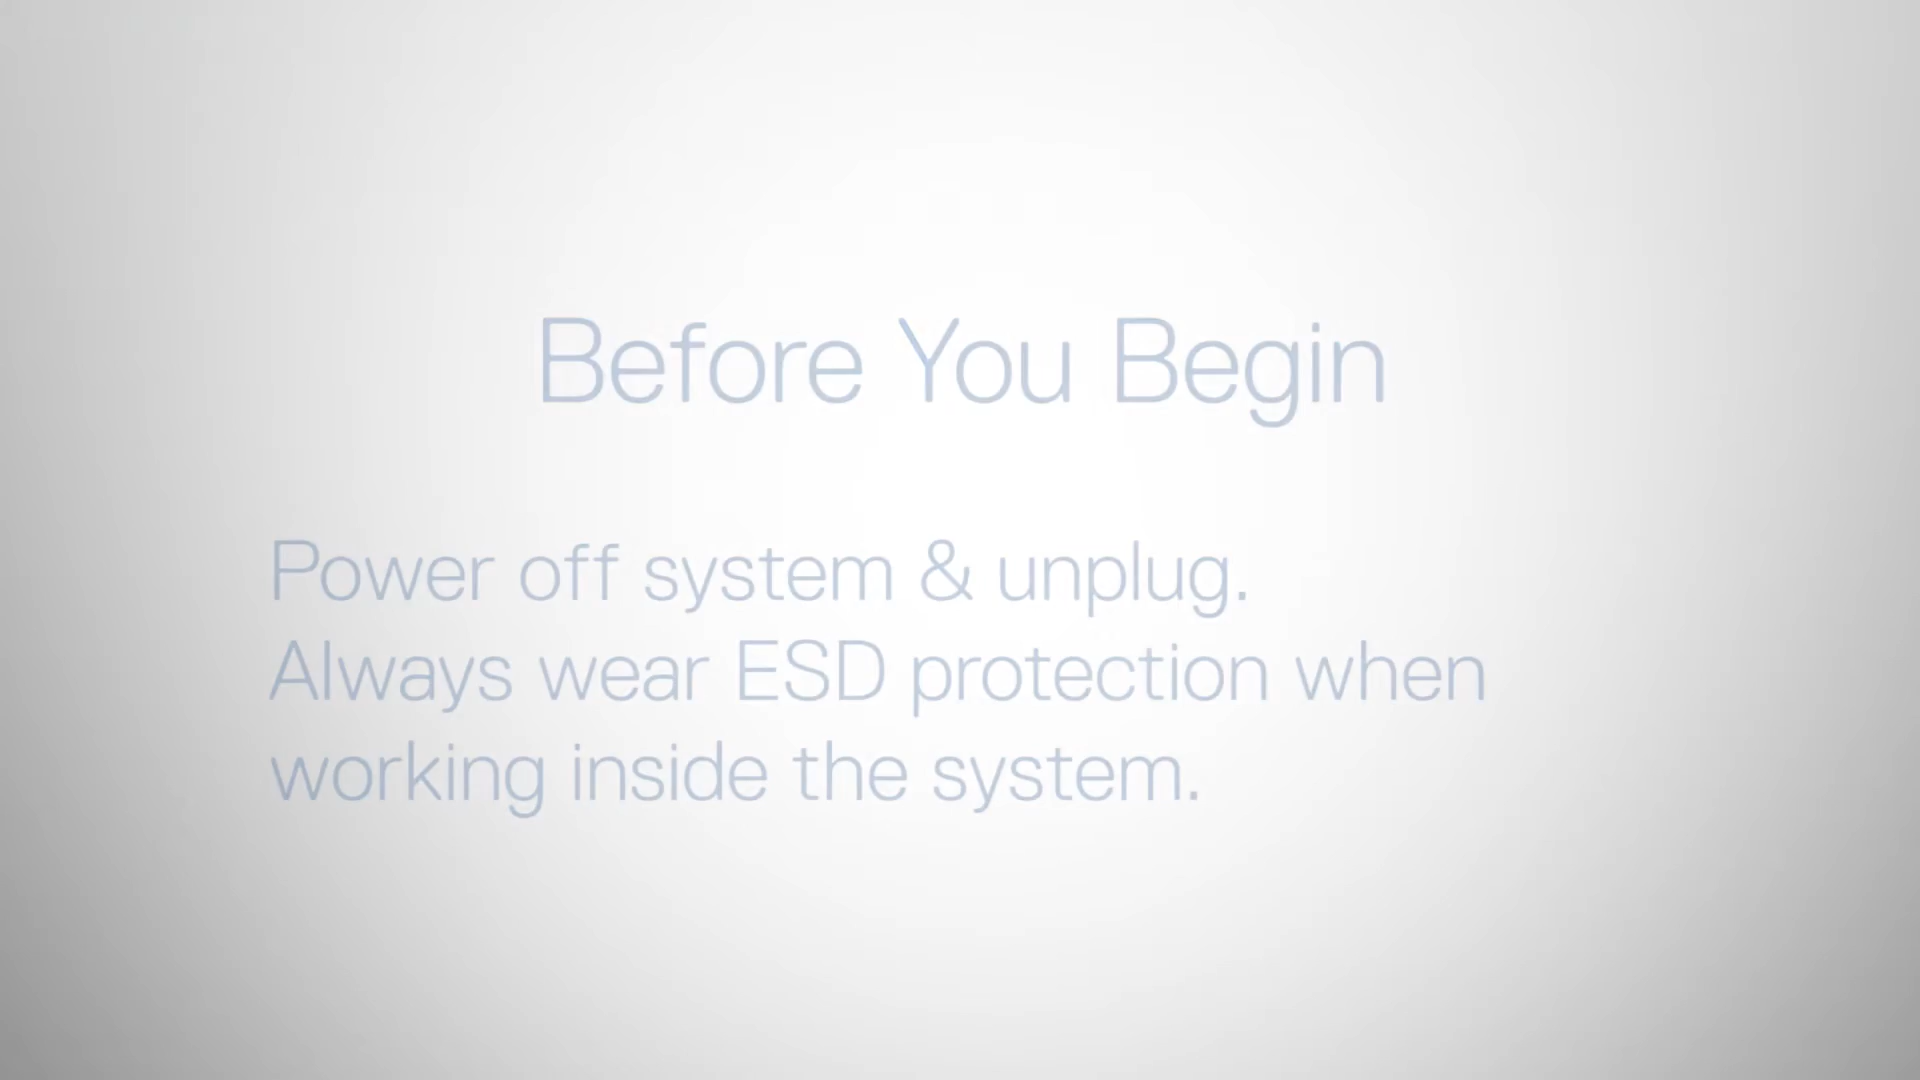 Before You Begin
Power off system & unplug.
Always wear ESD protection when
working inside the system.